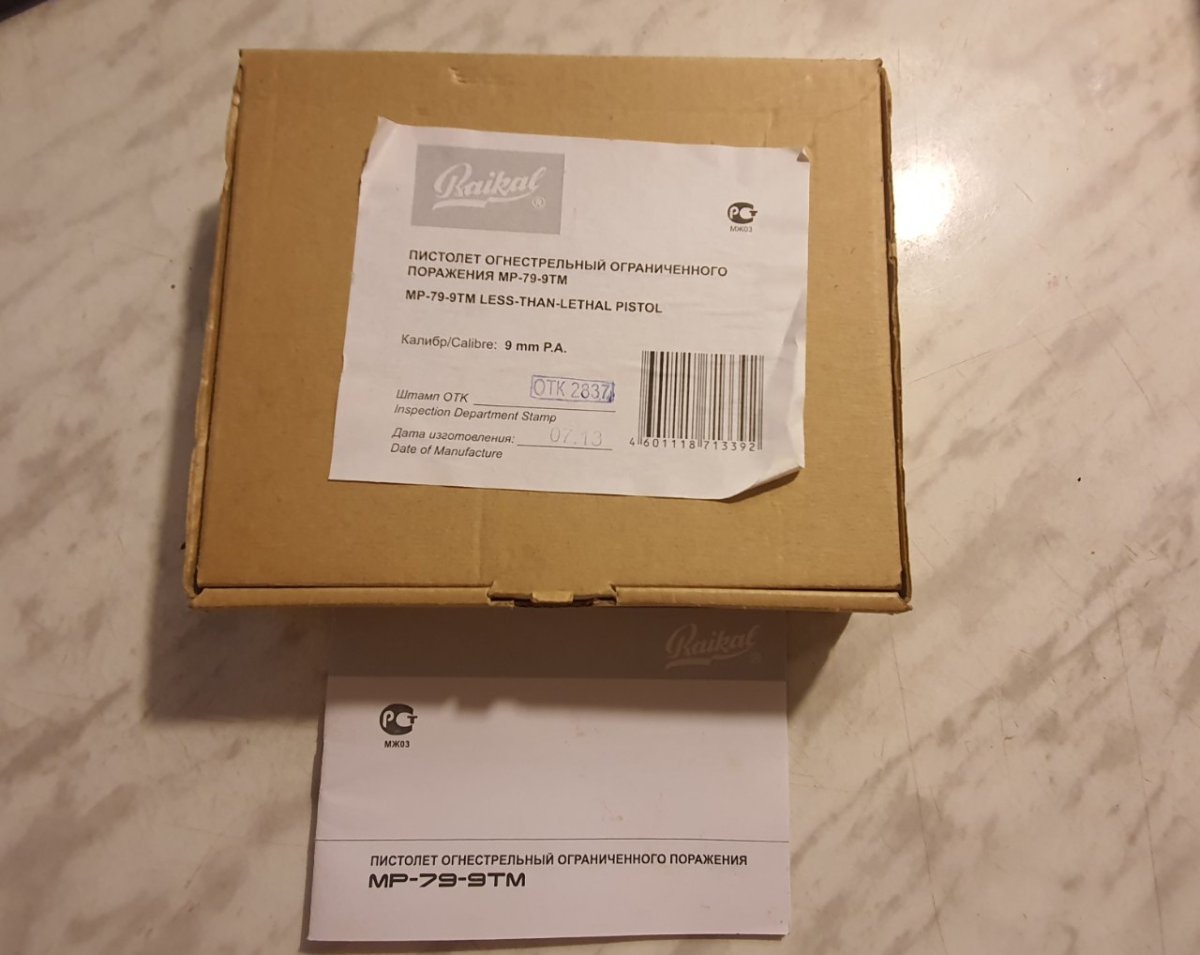 Baikal
®
РСТ
МЖ03
ПИСТОЛЕТ ОГНЕСТРЕЛЬНЫЙ ОГРАНИЧЕННОГО
ПОРАЖЕНИЯ МР-79-9ТМ
MP-79-9TM LESS-THAN-LETHAL PISTOL
Калибр/Calibre: 9 mm P.A.
Штамп ОТК ОТК 2837
Inspection Department Stamp
Дата изготовления: 07.13
Date of Manufacture
4 601118 713392
Baikal
®
РСТ
МЖ03
ПИСТОЛЕТ ОГНЕСТРЕЛЬНЫЙ ОГРАНИЧЕННОГО ПОРАЖЕНИЯ
МР-79-9ТМ